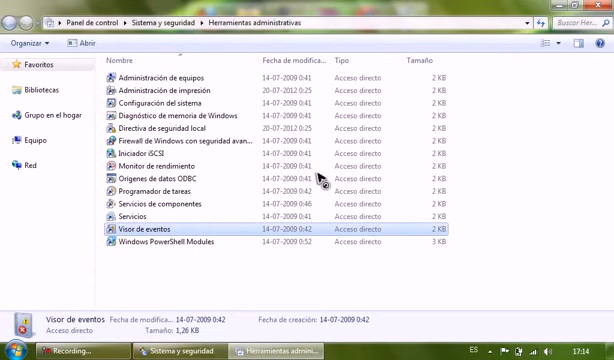 Panel de control ▸ Sistema y seguridad ▸ Herramientas administrativas
Buscar Her...
Organizar Abrir
Nombre Fecha de modifica... Tipo Tamaño
Favoritos
Bibliotecas
Grupo en el hogar
Equipo
Red
Administración de equipos 14-07-2009 0:41 Acceso directo 2 KB
Administración de impresión 20-07-2012 0:25 Acceso directo 2 KB
Configuración del sistema 14-07-2009 0:41 Acceso directo 2 KB
Diagnóstico de memoria de Windows 14-07-2009 0:41 Acceso directo 2 KB
Directiva de seguridad local 20-07-2012 0:25 Acceso directo 2 KB
Firewall de Windows con seguridad avan... 14-07-2009 0:41 Acceso directo 2 KB
Iniciador iSCSI 14-07-2009 0:41 Acceso directo 2 KB
Monitor de rendimiento 14-07-2009 0:41 Acceso directo 2 KB
Orígenes de datos ODBC 14-07-2009 0:41 Acceso directo 2 KB
Programador de tareas 14-07-2009 0:42 Acceso directo 2 KB
Servicios de componentes 14-07-2009 0:46 Acceso directo 2 KB
Servicios 14-07-2009 0:41 Acceso directo 2 KB
Visor de eventos 14-07-2009 0:42 Acceso directo 2 KB
Windows PowerShell Modules 14-07-2009 0:52 Acceso directo 3 KB
Visor de eventos Fecha de modifica... 14-07-2009 0:42 Fecha de creación: 14-07-2009 0:42
Acceso directo Tamaño: 1,26 KB
Recording... Sistema y seguridad Herramientas admini... ES 17:14